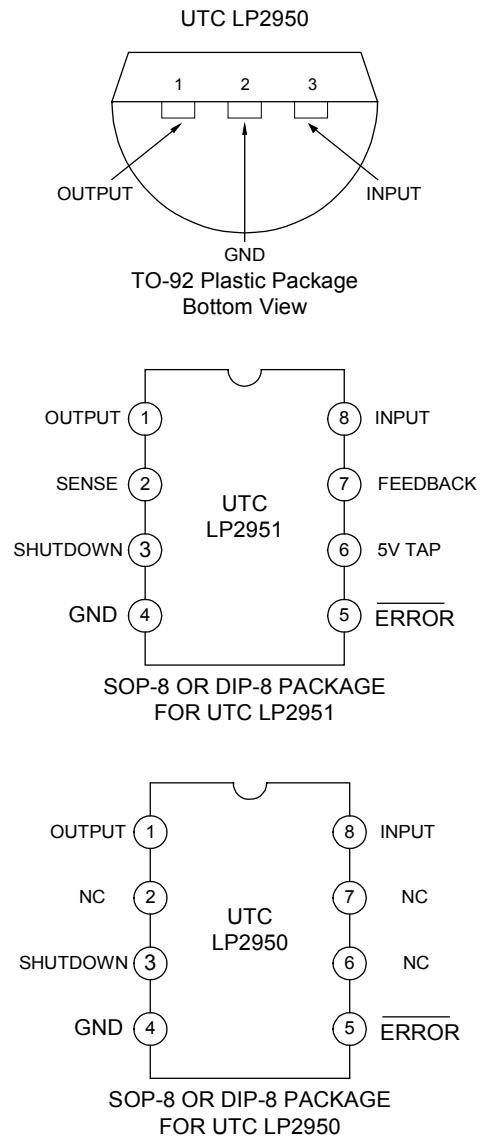 UTC LP2950
1 2 3
OUTPUT INPUT
GND
TO-92 Plastic Package
Bottom View
OUTPUT 1 8 INPUT
SENSE 2 7 FEEDBACK
UTC
LP2951
SHUTDOWN 3 6 5V TAP
GND 4 5 ERROR
SOP-8 OR DIP-8 PACKAGE
FOR UTC LP2951
OUTPUT 1 8 INPUT
NC 2 7 NC
UTC
LP2950
SHUTDOWN 3 6 NC
GND 4 5 ERROR
SOP-8 OR DIP-8 PACKAGE
FOR UTC LP2950